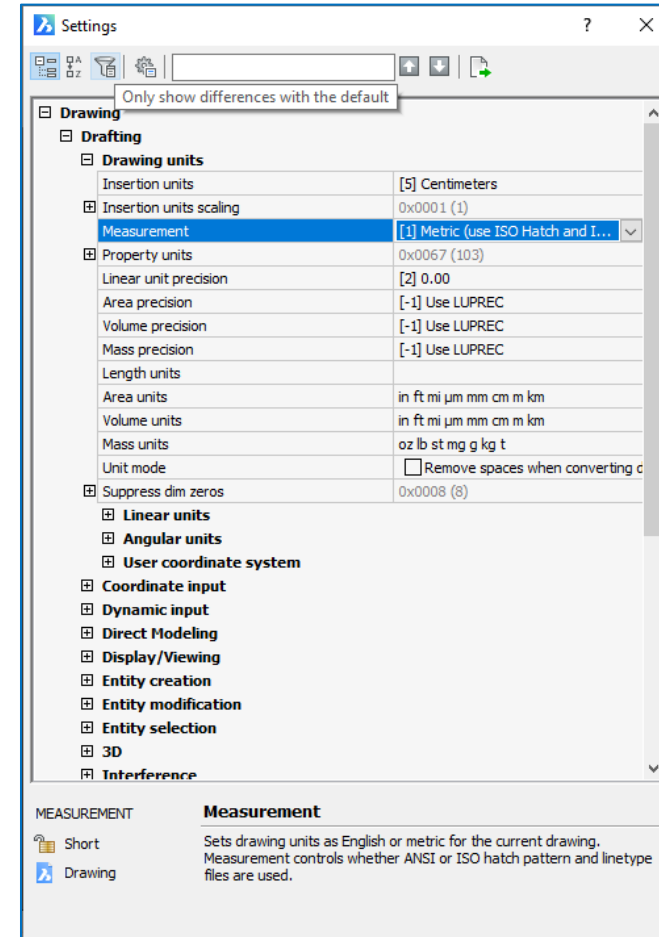 Settings
Only show differences with the default
Drawing
Drafting
Drawing units
Insertion units [5] Centimeters
Insertion units scaling 0x0001 (1)
Measurement [1] Metric (use ISO Hatch and I...
Property units 0x0067 (103)
Linear unit precision [2] 0.00
Area precision [-1] Use LUPREC
Volume precision [-1] Use LUPREC
Mass precision [-1] Use LUPREC
Length units
Area units in ft mi µm mm cm m km
Volume units in ft mi µm mm cm m km
Mass units oz lb st mg g kg t
Unit mode Remove spaces when converting d
Suppress dim zeros 0x0008 (8)
Linear units
Angular units
User coordinate system
Coordinate input
Dynamic input
Direct Modeling
Display/Viewing
Entity creation
Entity modification
Entity selection
3D
Interference
MEASUREMENT Measurement
Short Sets drawing units as English or metric for the current drawing.
Measurement controls whether ANSI or ISO hatch pattern and linetype
Drawing files are used.